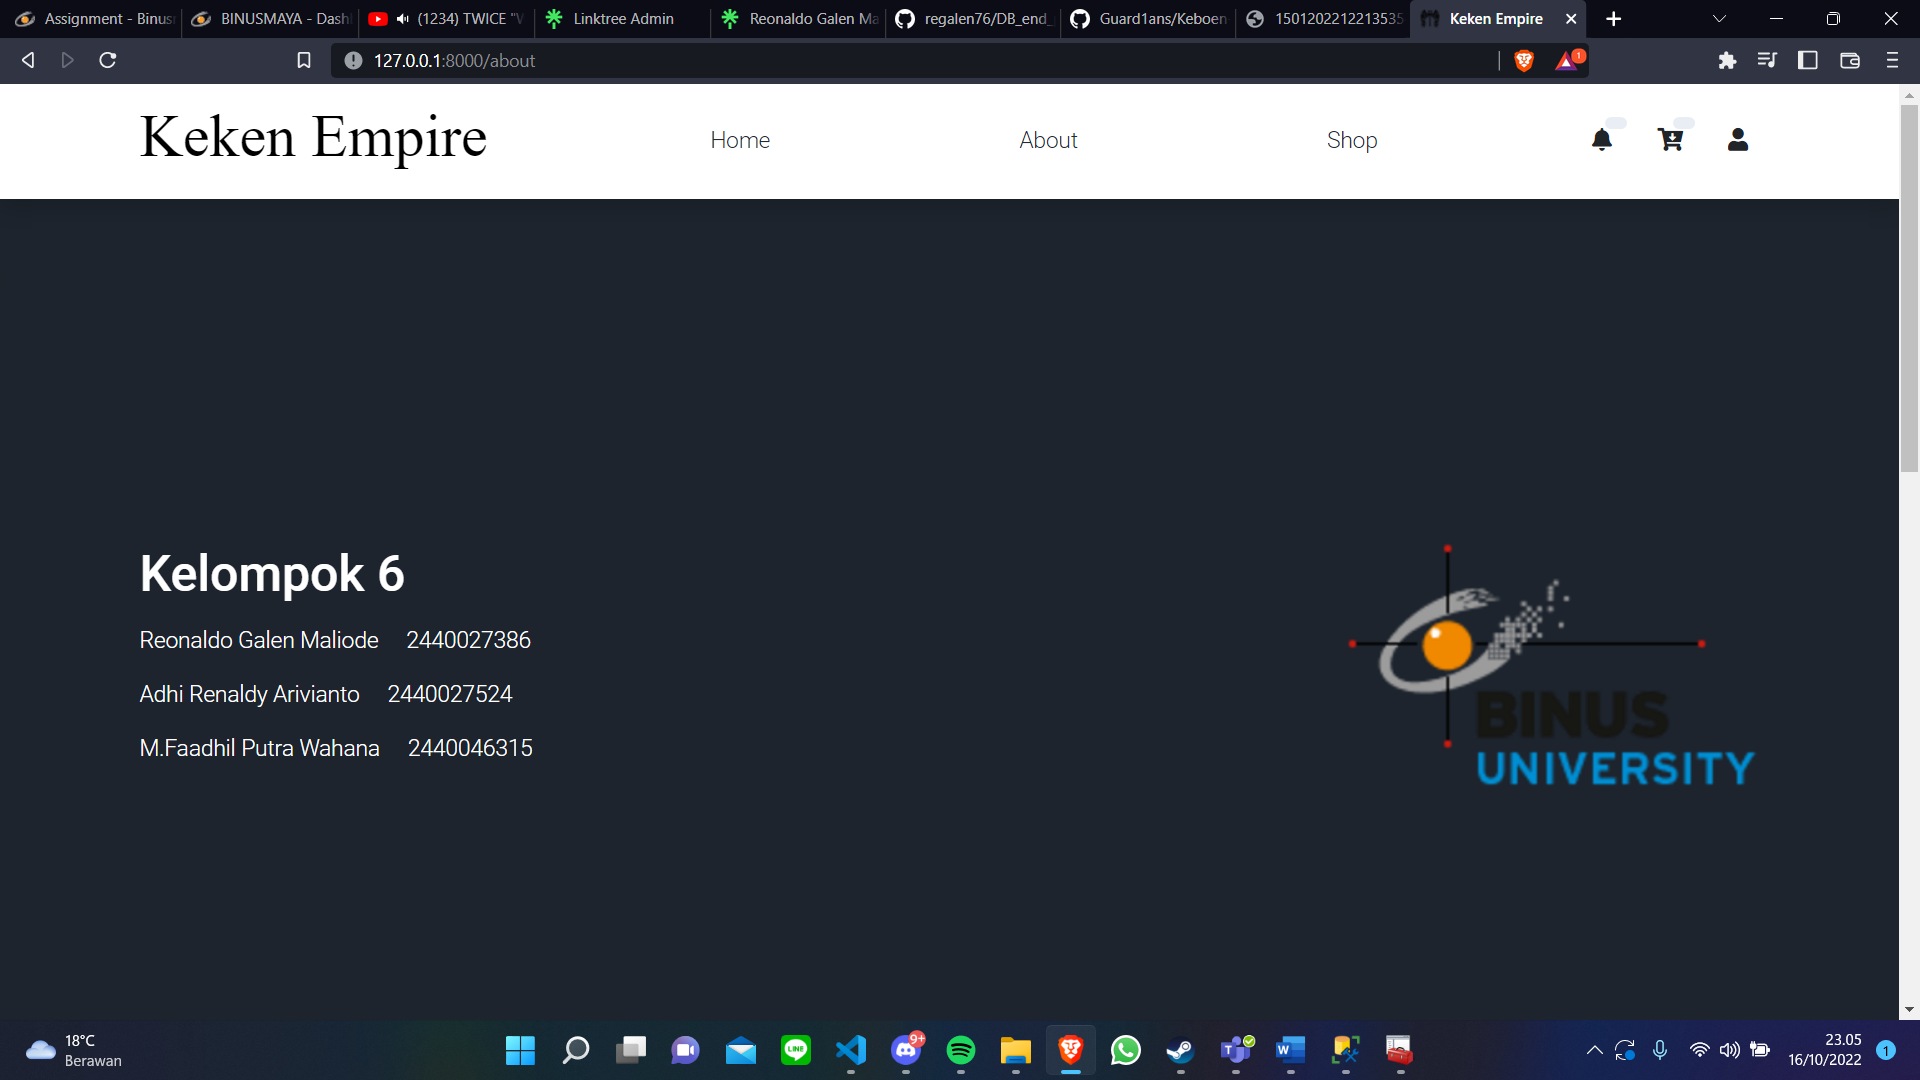 Assignment - Binus
BINUSMAYA - Dash
(1234) TWICE "
Linktree Admin
Reonaldo Galen Ma
regalen76/DB_end_
Guard1ans/Keboen
1501202212213535
Keken Empire
127.0.0.1:8000/about
1
Keken Empire
Home
About
Shop
Kelompok 6
Reonaldo Galen Maliode 2440027386
Adhi Renaldy Arivianto 2440027524
M.Faadhil Putra Wahana 2440046315
BINUS
UNIVERSITY
18°C
Berawan
LINE
9+
T
W
23.05
16/10/2022
1